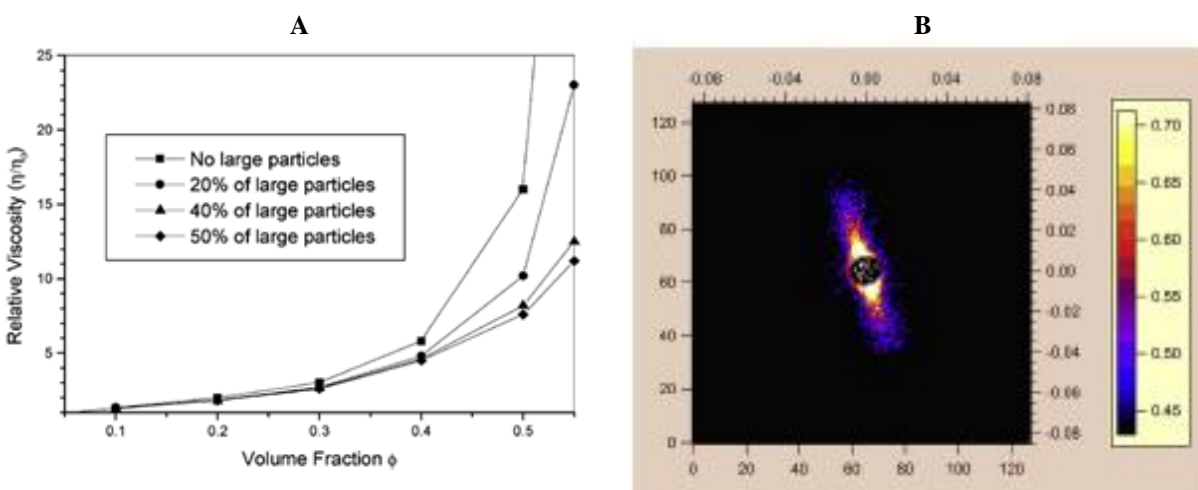 A
25
20
15
10
5
Relative Viscosity (η/η₀)
No large particles
20% of large particles
40% of large particles
50% of large particles
0.1 0.2 0.3 0.4 0.5
Volume Fraction ϕ
B
-0.08 -0.04 0.00 0.04 0.08
120
100
80
60
40
20
0
0.08
0.06
0.04
0.02
0.00
-0.02
-0.04
-0.06
-0.08
0 20 40 60 80 100 120
0.70
0.65
0.60
0.55
0.50
0.45